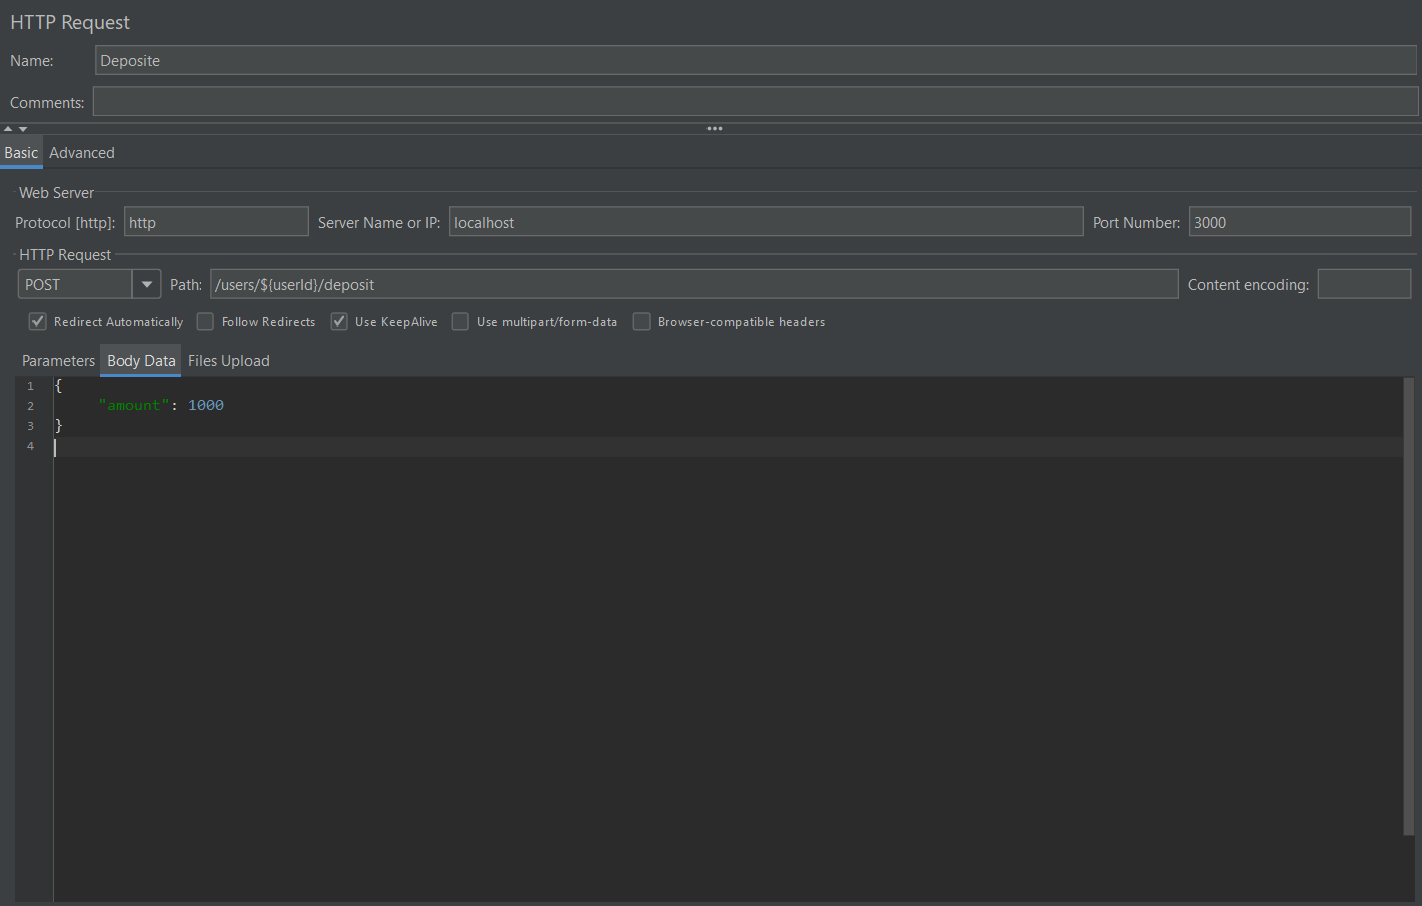 HTTP Request
Name: Deposite
Comments:
Basic Advanced
Web Server
Protocol [http]: http Server Name or IP: localhost Port Number: 3000
HTTP Request
POST Path: /users/${userId}/deposit Content encoding:
Redirect Automatically Follow Redirects Use KeepAlive Use multipart/form-data Browser-compatible headers
Parameters Body Data Files Upload
1 {
2 "amount": 1000
3 }
4